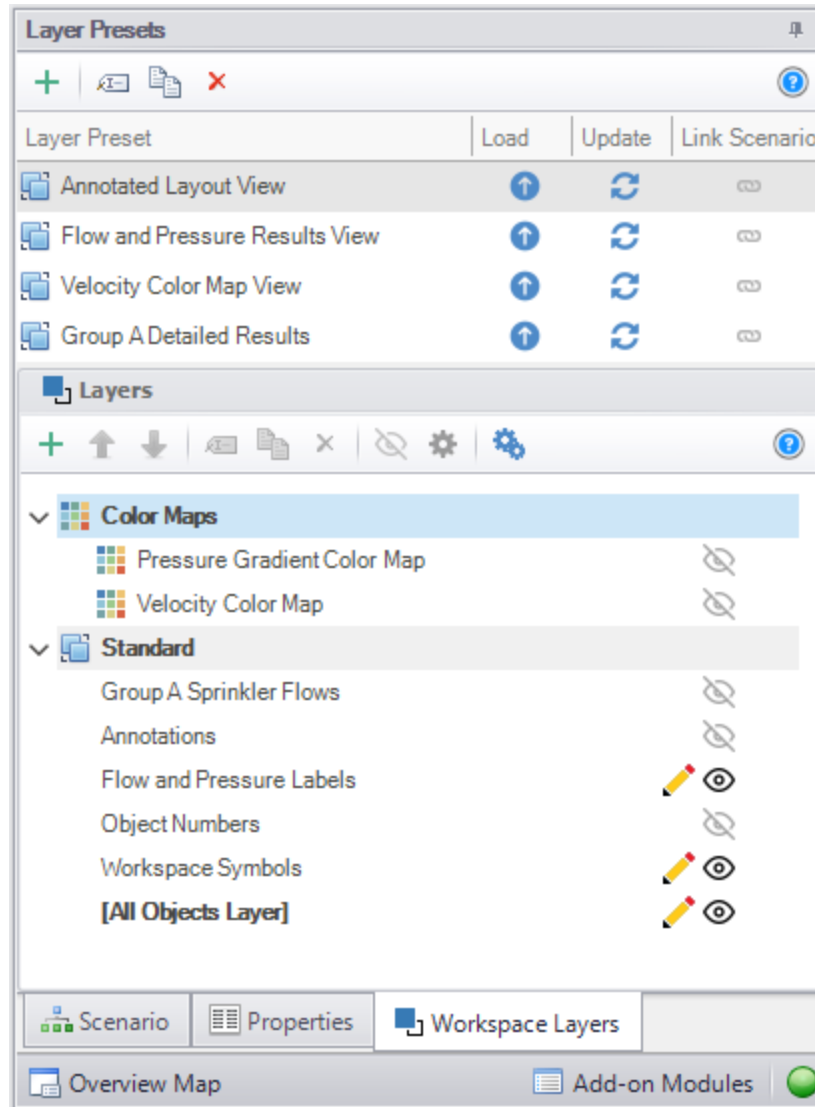 Layer Presets
Layer Preset Load Update Link Scenario
Annotated Layout View
Flow and Pressure Results View
Velocity Color Map View
Group A Detailed Results
Layers
Color Maps
Pressure Gradient Color Map
Velocity Color Map
Standard
Group A Sprinkler Flows
Annotations
Flow and Pressure Labels
Object Numbers
Workspace Symbols
[All Objects Layer]
Scenario Properties Workspace Layers
Overview Map Add-on Modules